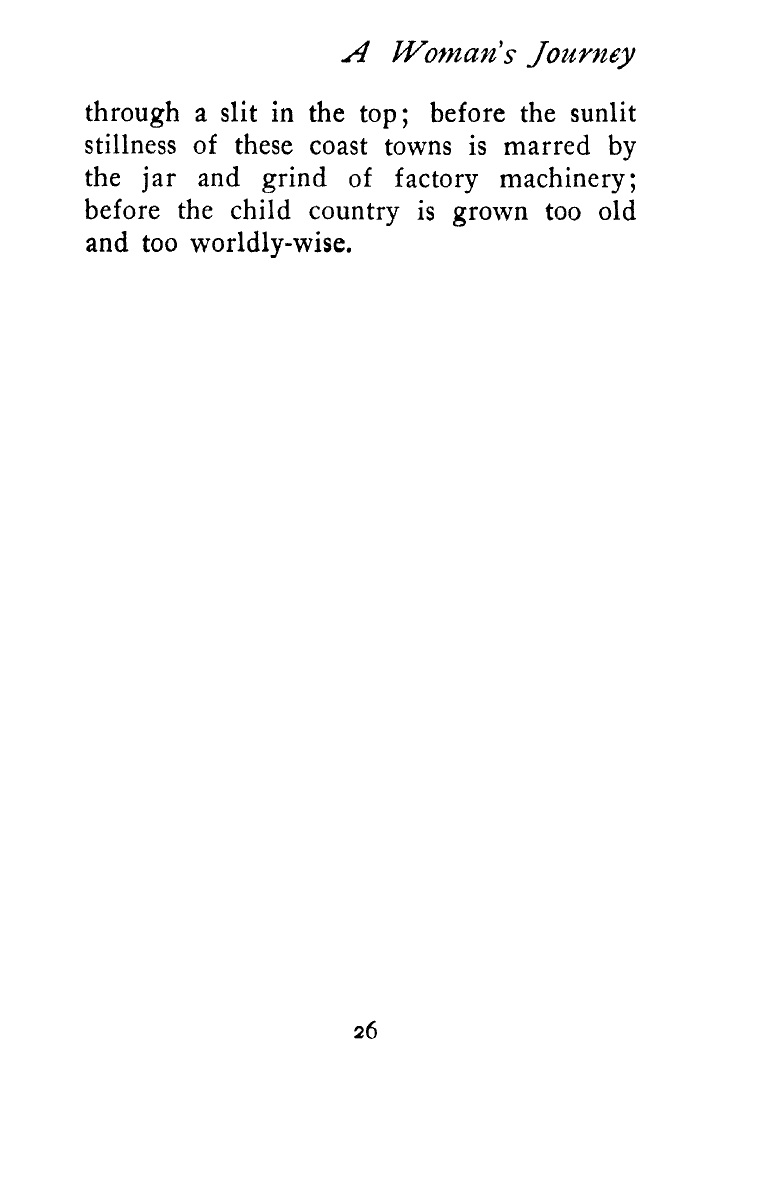 A Woman's Journey
through a slit in the top; before the sunlit
stillness of these coast towns is marred by
the jar and grind of factory machinery;
before the child country is grown too old
and too worldly-wise.
26